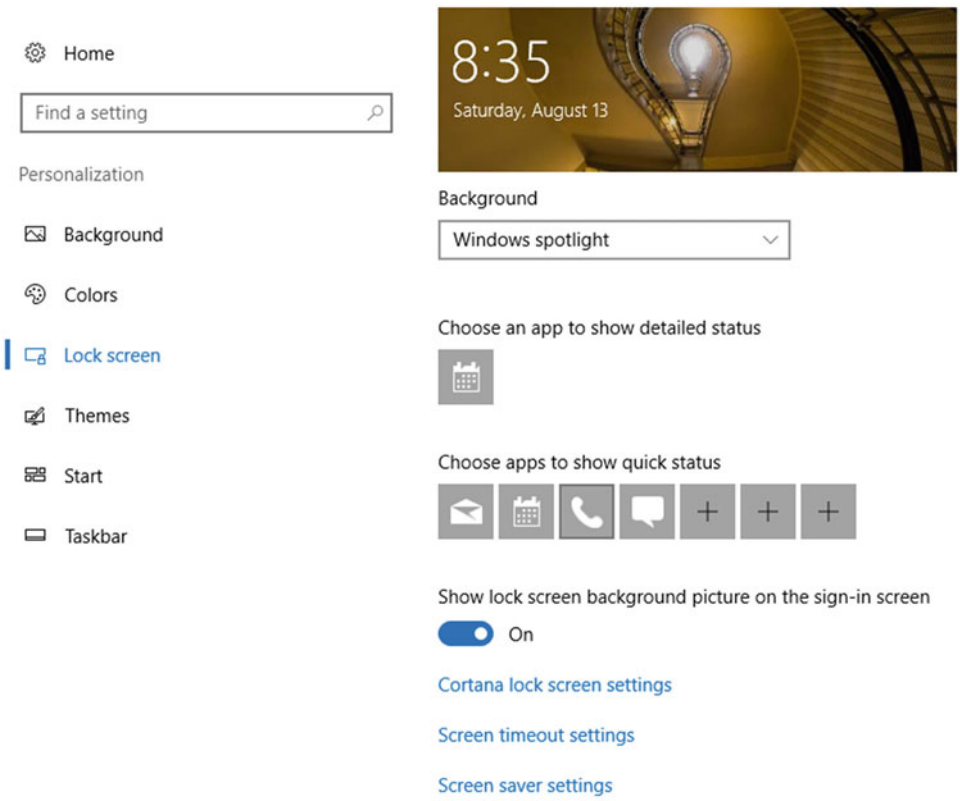 Home
Find a setting
Personalization
Background
Colors
Lock screen
Themes
Start
Taskbar
8:35
Saturday, August 13
Background
Windows spotlight
Choose an app to show detailed status
Choose apps to show quick status
Show lock screen background picture on the sign-in screen
On
Cortana lock screen settings
Screen timeout settings
Screen saver settings